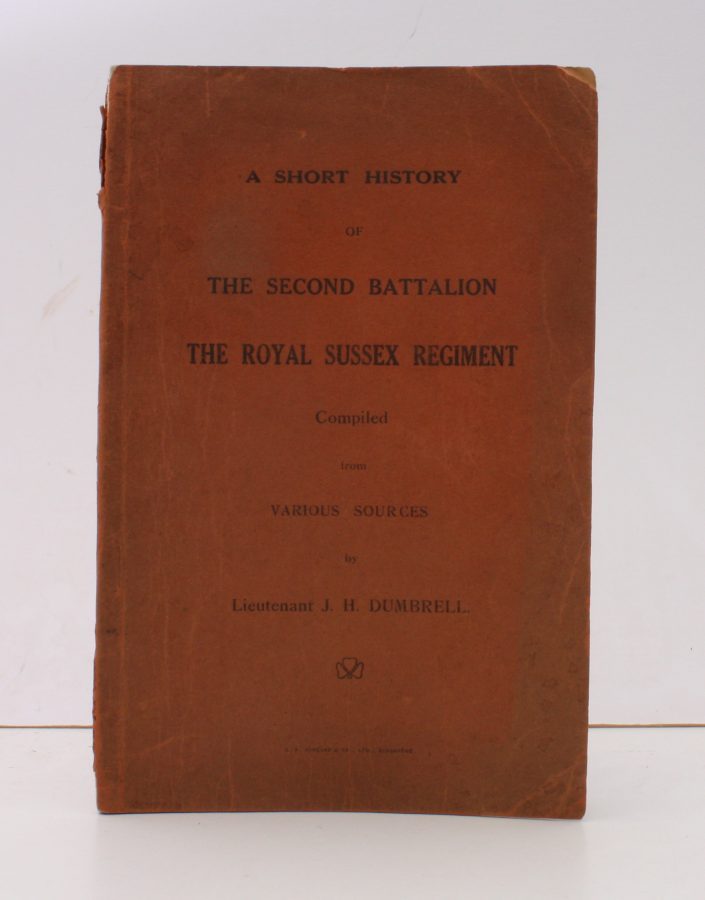 A SHORT HISTORY
OF
THE SECOND BATTALION
THE ROYAL SUSSEX REGIMENT
Compiled
from
VARIOUS SOURCES
by
Lieutenant J. H. DUMBRELL.